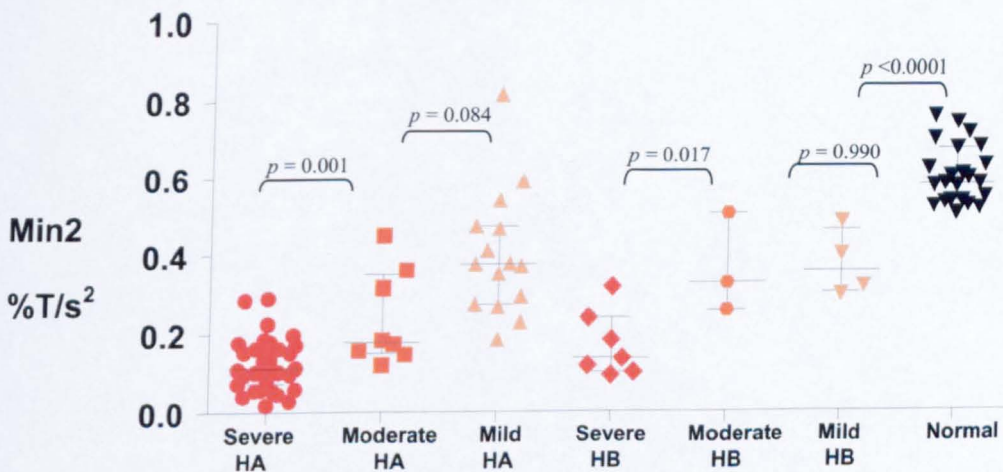 1.0
0.8
0.6
0.4
0.2
0.0
Min2
%T/s²
p = 0.001
p = 0.084
p = 0.017
p = 0.990
p <0.0001
Severe HA
Moderate HA
Mild HA
Severe HB
Moderate HB
Mild HB
Normal